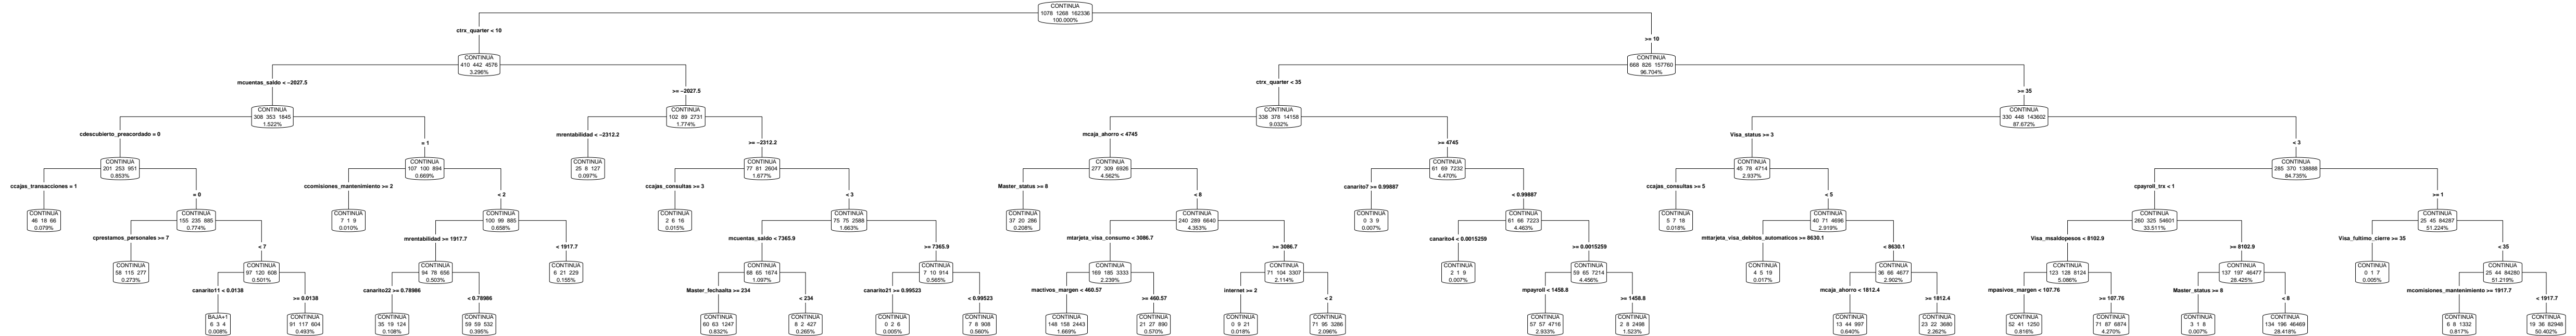 CONTINUA
1078 1268 162336
100.000%
ctrx_quarter < 10
>= 10
CONTINUA
410 442 4576
3.296%
CONTINUA
668 826 157760
96.704%
mcuentas_saldo < −2027.5
>= −2027.5
ctrx_quarter < 35
>= 35
CONTINUA
308 353 1845
1.522%
CONTINUA
102 89 2731
1.774%
CONTINUA
338 378 14158
9.032%
CONTINUA
330 448 143602
87.672%
cdescubierto_preacordado = 0
= 1
mrentabilidad < −2312.2
>= −2312.2
mcaja_ahorro < 4745
>= 4745
Visa_status >= 3
< 3
CONTINUA
201 253 951
0.853%
CONTINUA
107 100 894
0.669%
CONTINUA
25 8 127
0.097%
CONTINUA
77 81 2604
1.677%
CONTINUA
277 309 6926
4.562%
CONTINUA
61 69 7232
4.470%
CONTINUA
45 78 4714
2.937%
CONTINUA
285 370 138888
84.735%
ccajas_transacciones = 1
= 0
ccomisiones_mantenimiento >= 2
< 2
ccajas_consultas >= 3
< 3
Master_status >= 8
< 8
canarito7 >= 0.99887
< 0.99887
ccajas_consultas >= 5
< 5
cpayroll_trx < 1
>= 1
CONTINUA
46 18 66
0.079%
CONTINUA
155 235 885
0.774%
CONTINUA
7 1 9
0.010%
CONTINUA
100 99 885
0.658%
CONTINUA
2 6 16
0.015%
CONTINUA
75 75 2588
1.663%
CONTINUA
37 20 286
0.208%
CONTINUA
240 289 6640
4.353%
CONTINUA
0 3 9
0.007%
CONTINUA
61 66 7223
4.463%
CONTINUA
5 7 18
0.018%
CONTINUA
40 71 4696
2.919%
CONTINUA
260 325 54601
33.511%
CONTINUA
25 45 84287
51.224%
cprestamos_personales >= 7
< 7
mrentabilidad >= 1917.7
< 1917.7
mcuentas_saldo < 7365.9
>= 7365.9
mtarjeta_visa_consumo < 3086.7
>= 3086.7
canarito4 < 0.0015259
>= 0.0015259
mttarjeta_visa_debitos_automaticos >= 8630.1
< 8630.1
Visa_msaldopesos < 8102.9
>= 8102.9
Visa_fultimo_cierre >= 35
< 35
CONTINUA
58 115 277
0.273%
CONTINUA
97 120 608
0.501%
CONTINUA
94 78 656
0.503%
CONTINUA
6 21 229
0.155%
CONTINUA
68 65 1674
1.097%
CONTINUA
7 10 914
0.565%
CONTINUA
169 185 3333
2.239%
CONTINUA
71 104 3307
2.114%
CONTINUA
2 1 9
0.007%
CONTINUA
59 65 7214
4.456%
CONTINUA
4 5 19
0.017%
CONTINUA
36 66 4677
2.902%
CONTINUA
123 128 8124
5.086%
CONTINUA
137 197 46477
28.425%
CONTINUA
0 1 7
0.005%
CONTINUA
25 44 84280
51.219%
canarito11 < 0.0138
>= 0.0138
canarito22 >= 0.78986
< 0.78986
Master_fechaalta >= 234
< 234
canarito21 >= 0.99523
< 0.99523
mactivos_margen < 460.57
>= 460.57
internet >= 2
< 2
mpayroll < 1458.8
>= 1458.8
mcaja_ahorro < 1812.4
>= 1812.4
mpasivos_margen < 107.76
>= 107.76
Master_status >= 8
< 8
mcomisiones_mantenimiento >= 1917.7
< 1917.7
BAJA+1
6 3 4
0.008%
CONTINUA
91 117 604
0.493%
CONTINUA
35 19 124
0.108%
CONTINUA
59 59 532
0.395%
CONTINUA
60 63 1247
0.832%
CONTINUA
8 2 427
0.265%
CONTINUA
0 2 6
0.005%
CONTINUA
7 8 908
0.560%
CONTINUA
148 158 2443
1.669%
CONTINUA
21 27 890
0.570%
CONTINUA
0 9 21
0.018%
CONTINUA
71 95 3286
2.096%
CONTINUA
57 57 4716
2.933%
CONTINUA
2 8 2498
1.523%
CONTINUA
13 44 997
0.640%
CONTINUA
23 22 3680
2.262%
CONTINUA
52 41 1250
0.816%
CONTINUA
71 87 6874
4.270%
CONTINUA
3 1 8
0.007%
CONTINUA
134 196 46469
28.418%
CONTINUA
6 8 1332
0.817%
CONTINUA
19 36 82948
50.402%